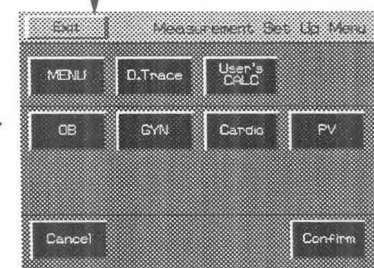 Exit Measurement Set Up Menu
MENU D.Trace User's CALC
OB GYN Cardio PV
Cancel Confirm